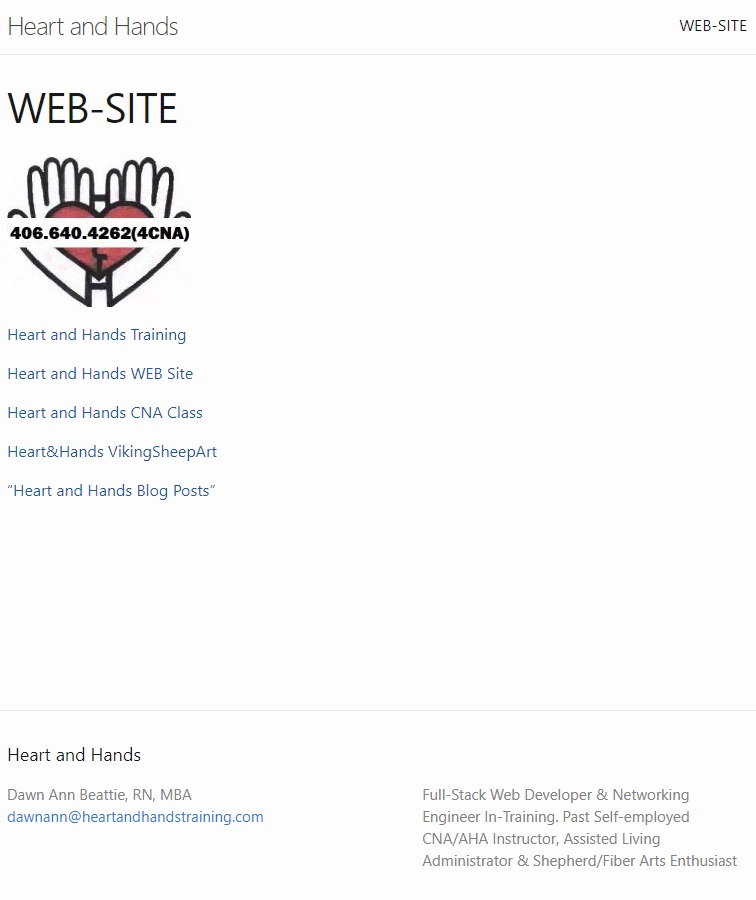 Heart and Hands
WEB-SITE
WEB-SITE
406.640.4262(4CNA)
Heart and Hands Training
Heart and Hands WEB Site
Heart and Hands CNA Class
Heart&Hands VikingSheepArt
“Heart and Hands Blog Posts”
Heart and Hands
Dawn Ann Beattie, RN, MBA
dawnann@heartandhandstraining.com
Full-Stack Web Developer & Networking
Engineer In-Training. Past Self-employed
CNA/AHA Instructor, Assisted Living
Administrator & Shepherd/Fiber Arts Enthusiast